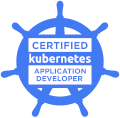 CERTIFIED
kubernetes
APPLICATION
DEVELOPER